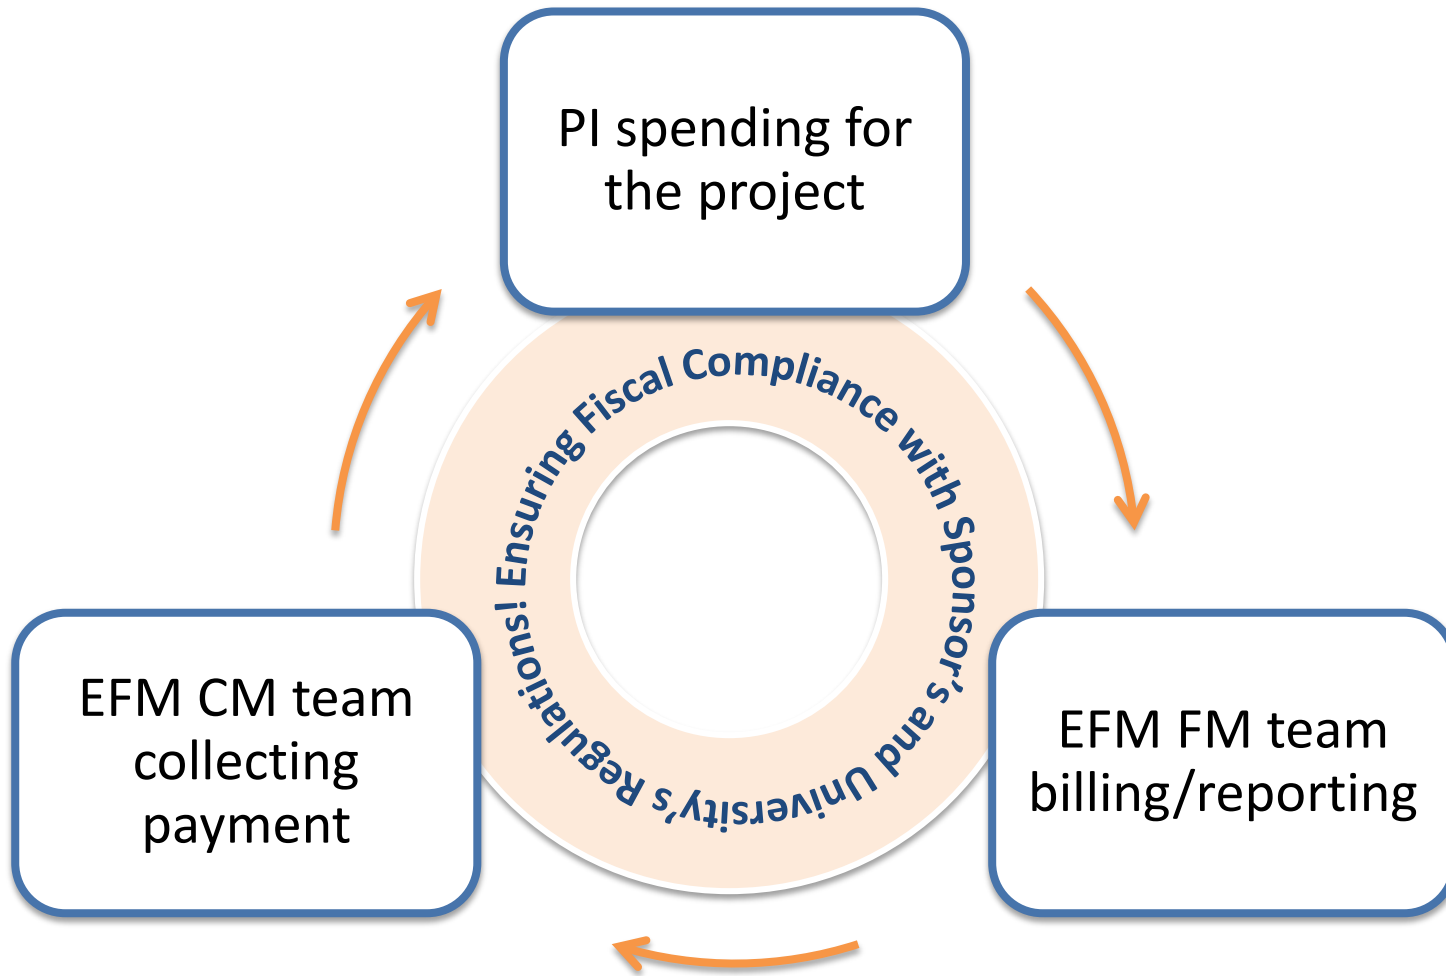 PI spending for
the project
Ensuring Fiscal Compliance with Sponsor's and University's Regulations!
EFM CM team
collecting
payment
EFM FM team
billing/reporting